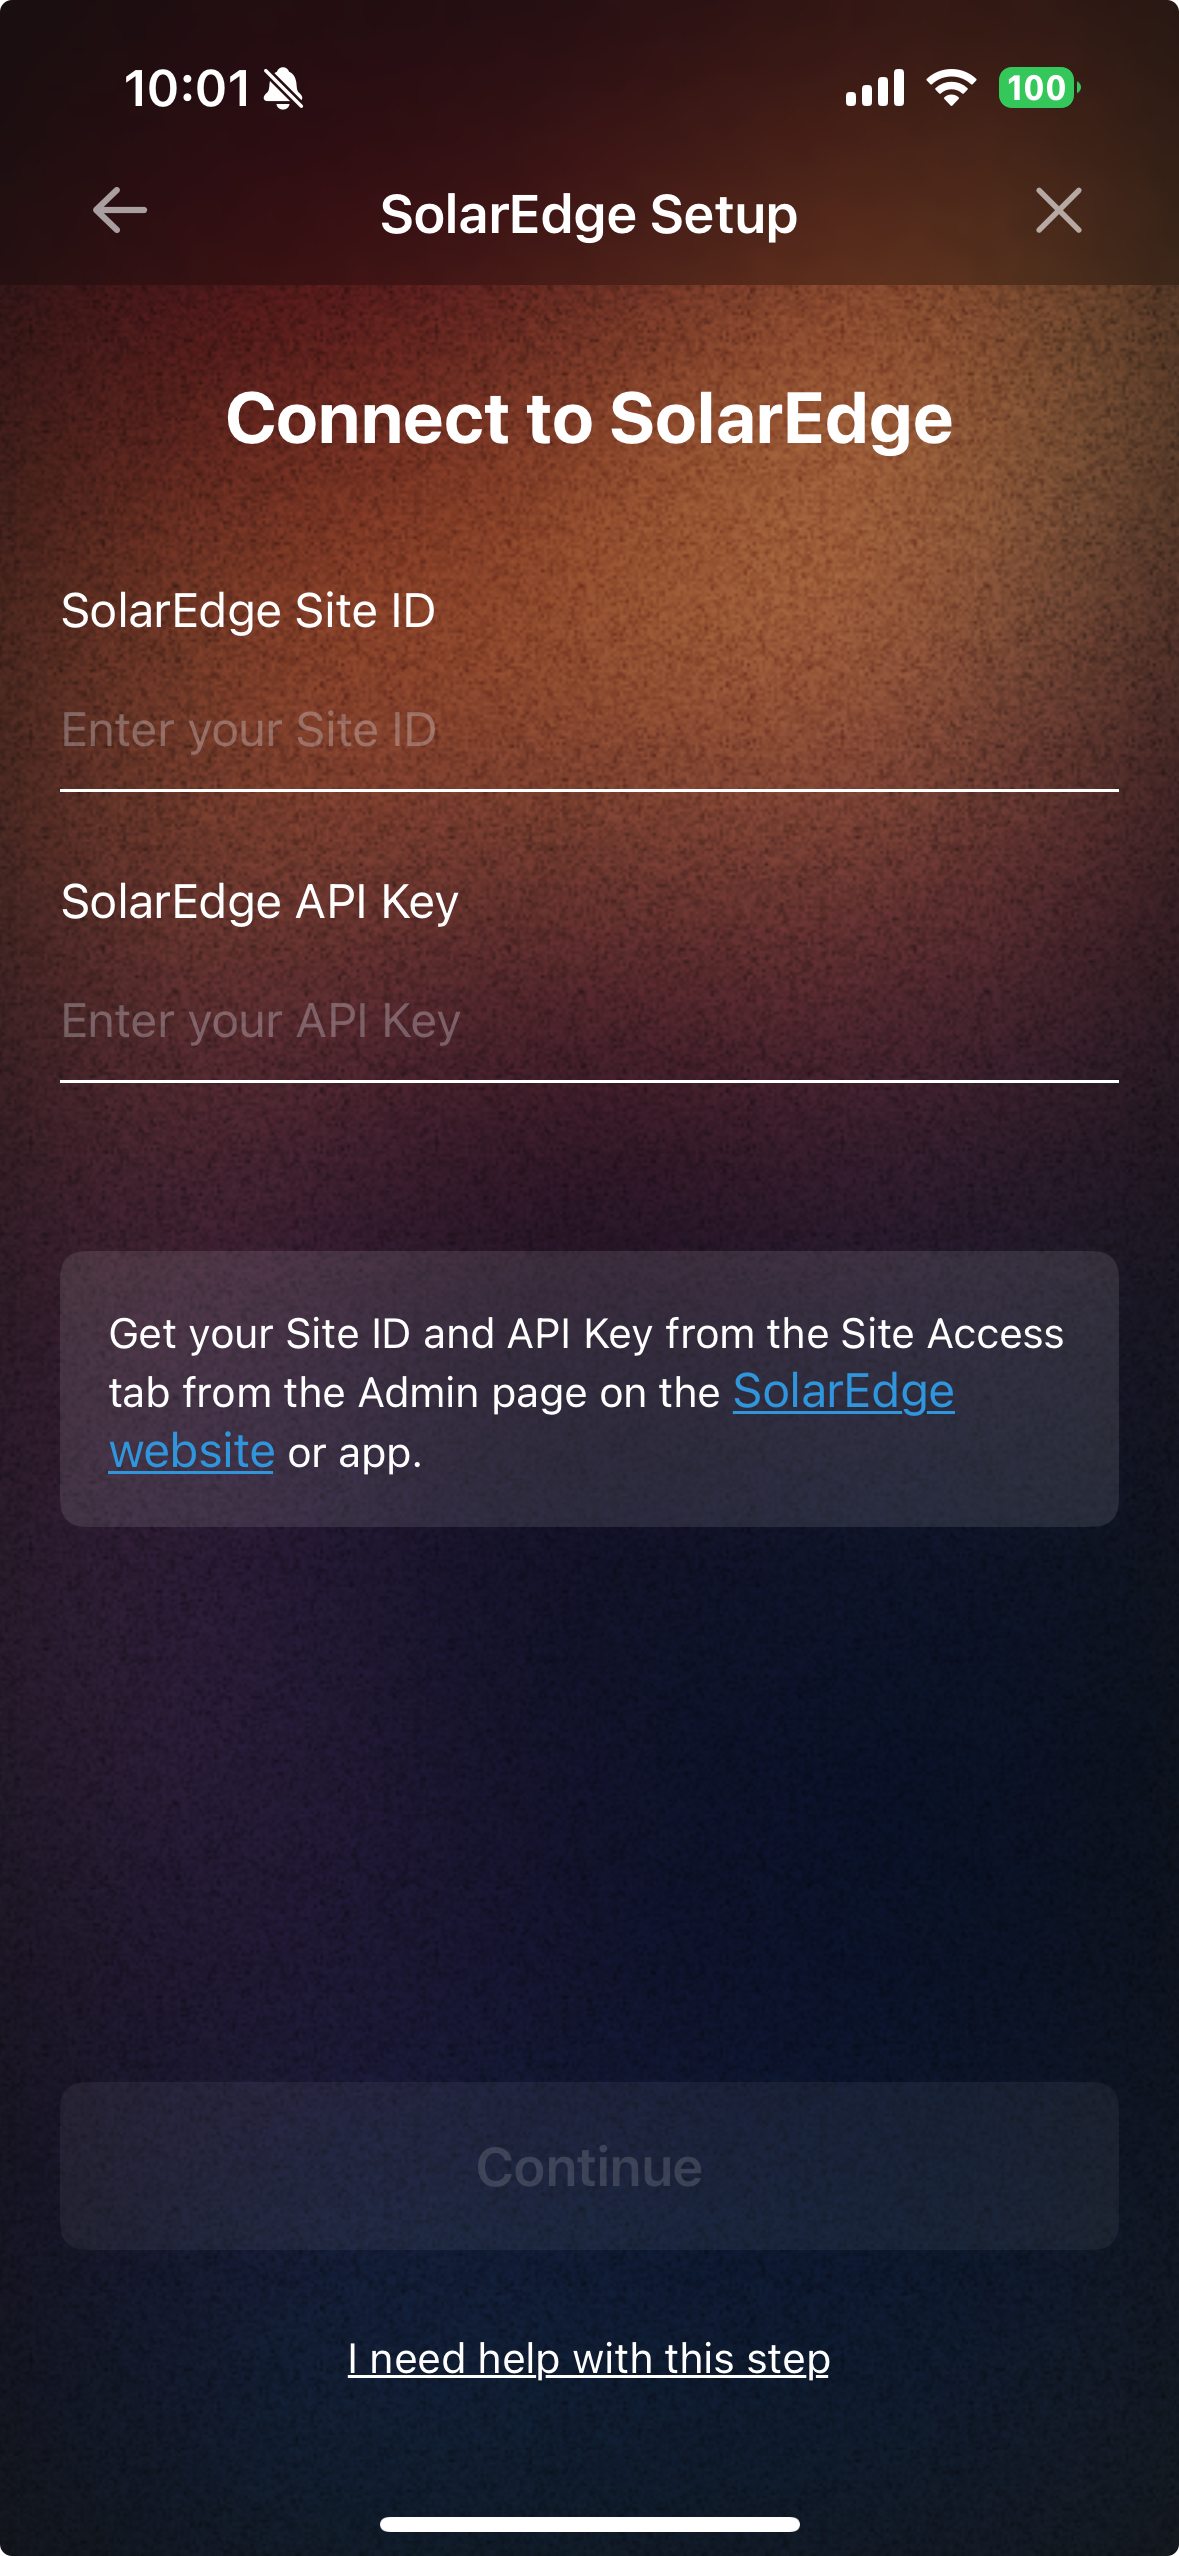 10:01
100
SolarEdge Setup
Connect to SolarEdge
SolarEdge Site ID
Enter your Site ID
SolarEdge API Key
Enter your API Key
Get your Site ID and API Key from the Site Access
tab from the Admin page on the SolarEdge
website or app.
Continue
I need help with this step